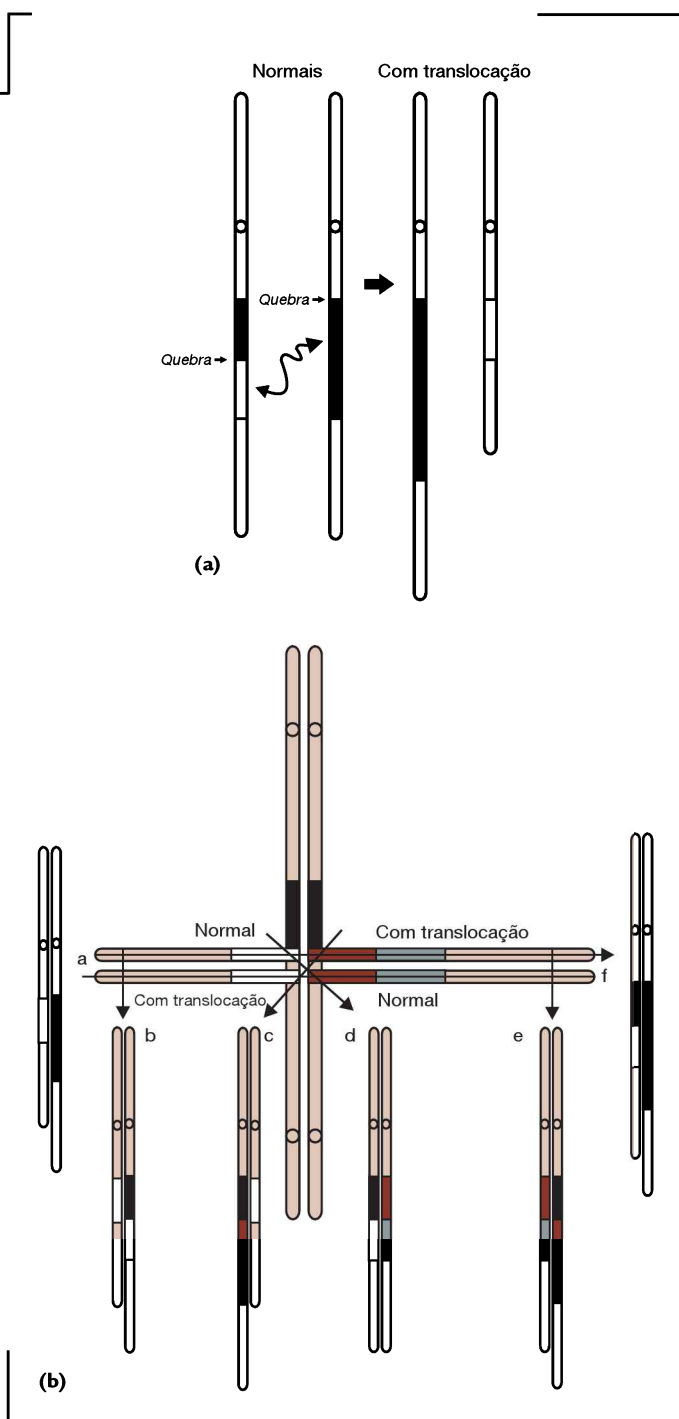 Normais
Com translocação
Quebra
Quebra
(a)
Normal
Com translocação
a
f
Com translocação
Normal
b
c
d
e
(b)